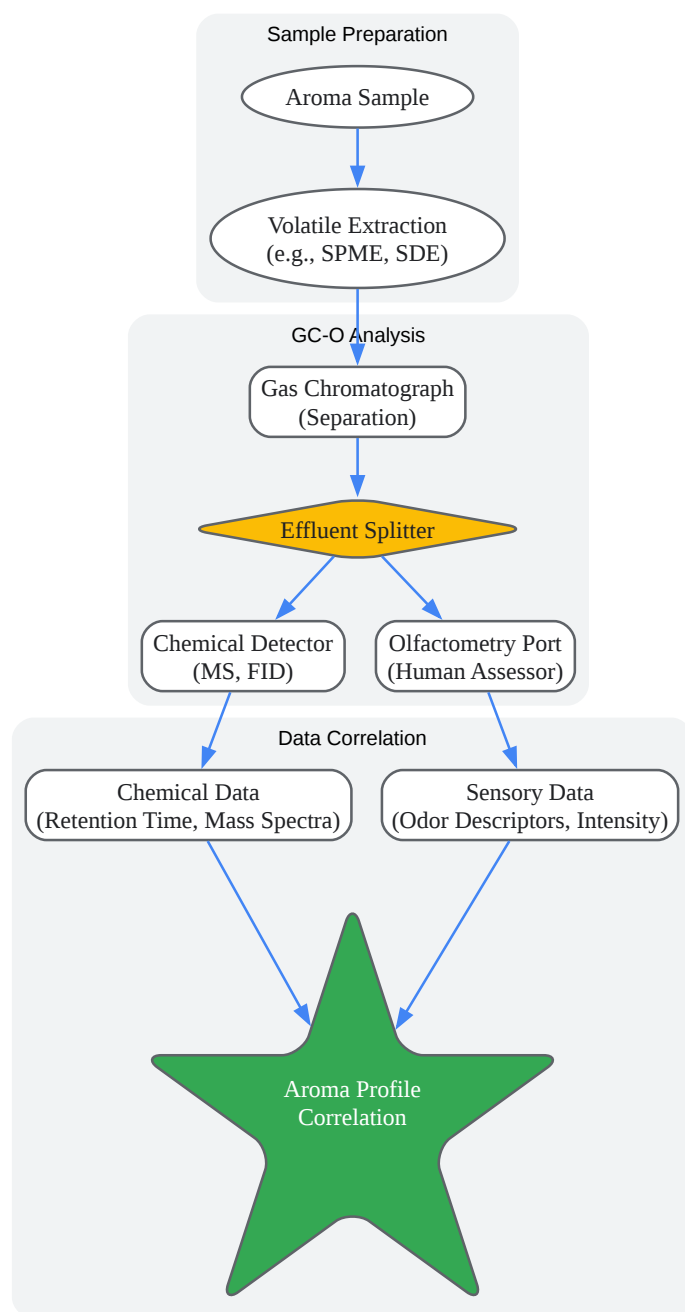 Sample Preparation
Aroma Sample
Volatile Extraction
(e.g., SPME, SDE)
GC-O Analysis
Gas Chromatograph
(Separation)
Effluent Splitter
Chemical Detector
(MS, FID)
Olfactometry Port
(Human Assessor)
Data Correlation
Chemical Data
(Retention Time, Mass Spectra)
Sensory Data
(Odor Descriptors, Intensity)
Aroma Profile
Correlation